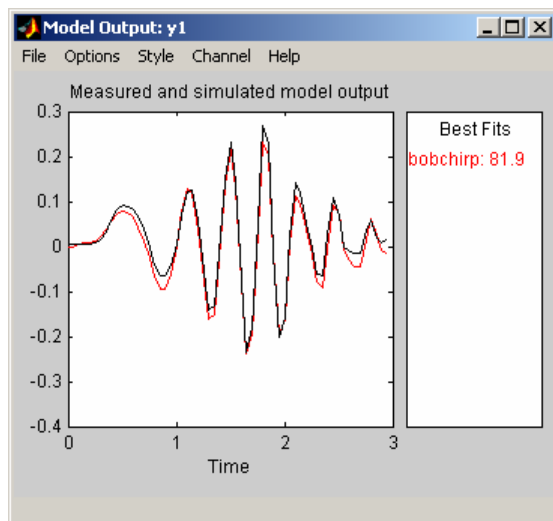 Model Output: y1
File Options Style Channel Help
Measured and simulated model output
0.3
0.2
0.1
0
-0.1
-0.2
-0.3
-0.4
0 1 2 3
Time
Best Fits
bobchirp: 81.9